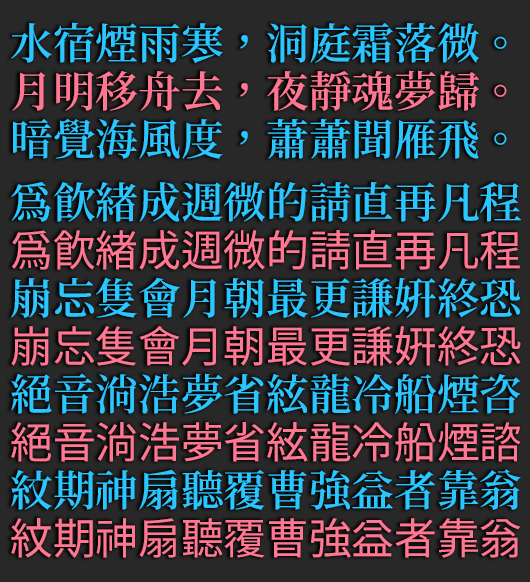 水宿煙雨寒，洞庭霜落微。
月明移舟去，夜靜魂夢歸。
暗覺海風度，蕭蕭聞雁飛。
爲飮緖成週微的請直再凡程
爲飮緖成週微的請直再凡程
崩忘隻會月朝最更謙姸終恐
崩忘隻會月朝最更謙姸終恐
絕音淌浩夢省絃龍冷船煙咨
絕音淌浩夢省絃龍冷船煙諮
紋期神扇聽覆曹強益者靠翁
紋期神扇聽覆曹強益者靠翁